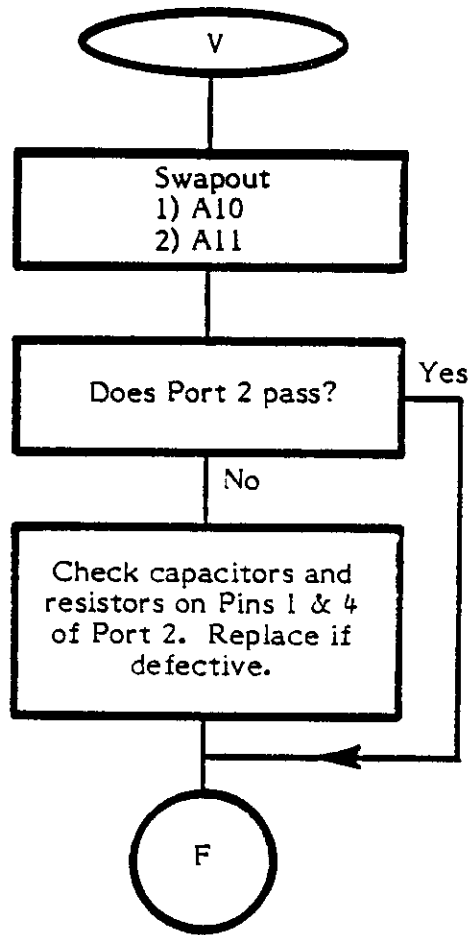 V
Swapout
1) A10
2) A11
Does Port 2 pass?
Yes
No
Check capacitors and
resistors on Pins 1 & 4
of Port 2. Replace if
defective.
F